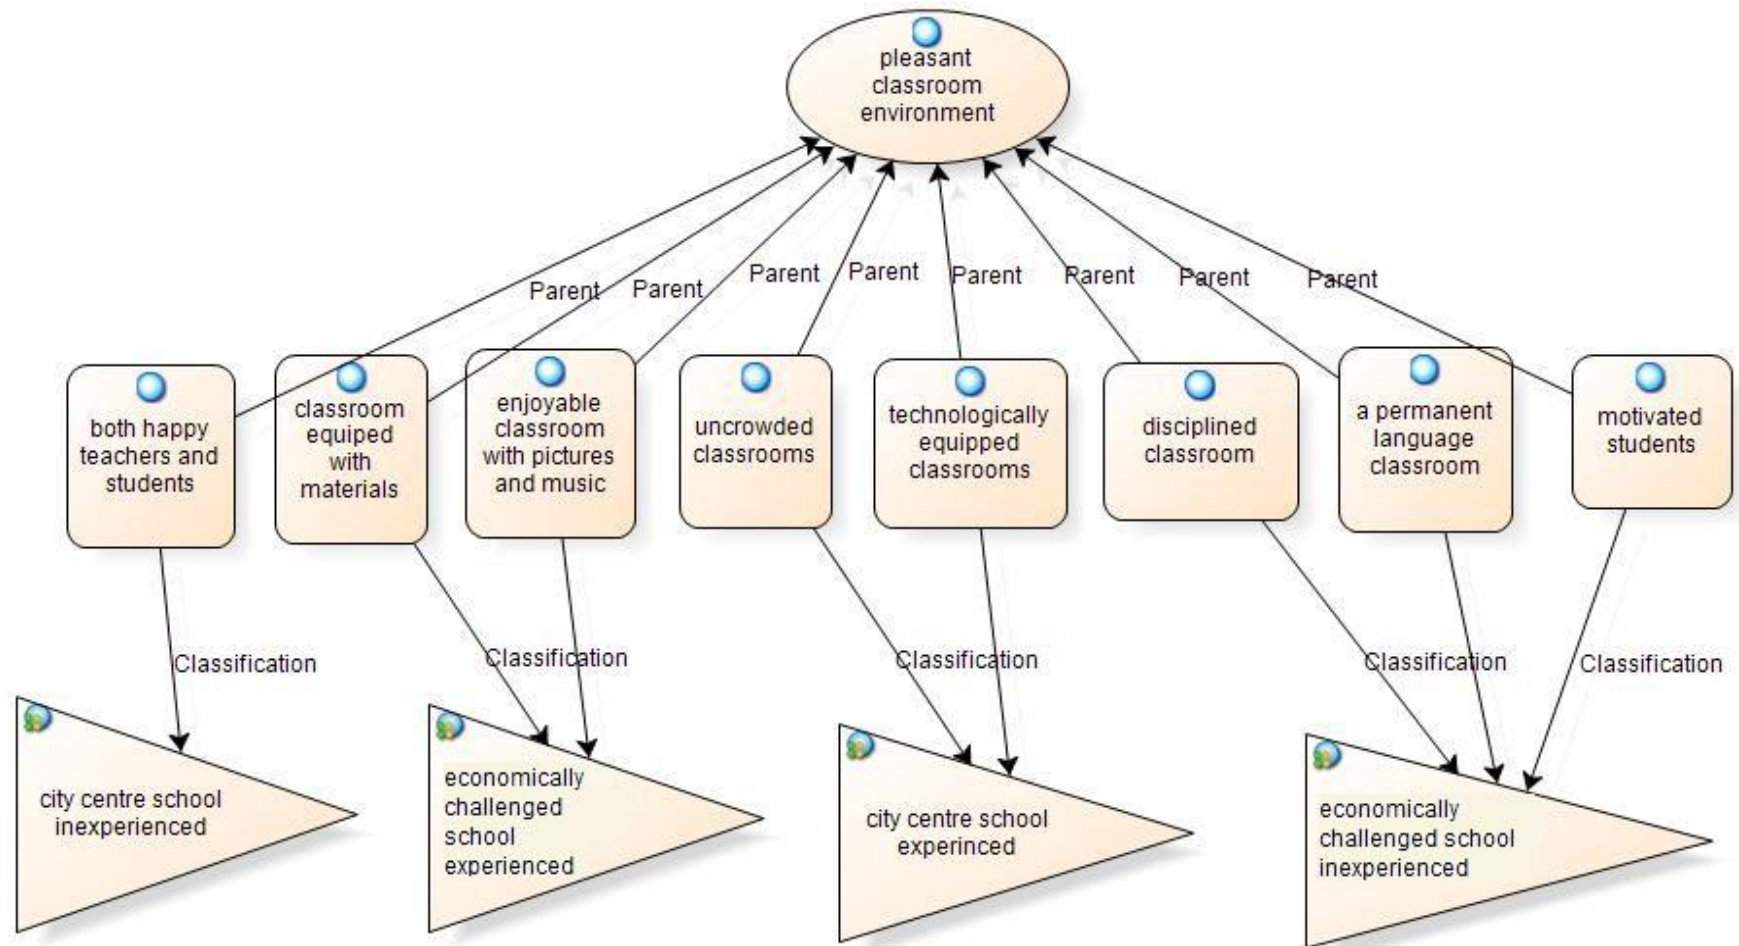 pleasant
classroom
environment
Parent
Parent
Parent
Parent
Parent
Parent
Parent
Parent
both happy
teachers and
students
classroom
equiped
with
materials
enjoyable
classroom
with pictures
and music
uncrowded
classrooms
technologically
equipped
classrooms
disciplined
classroom
a permanent
language
classroom
motivated
students
Classification
Classification
Classification
Classification
Classification
city centre school
inexperienced
economically
challenged
school
experienced
city centre school
experinced
economically
challenged school
inexperienced